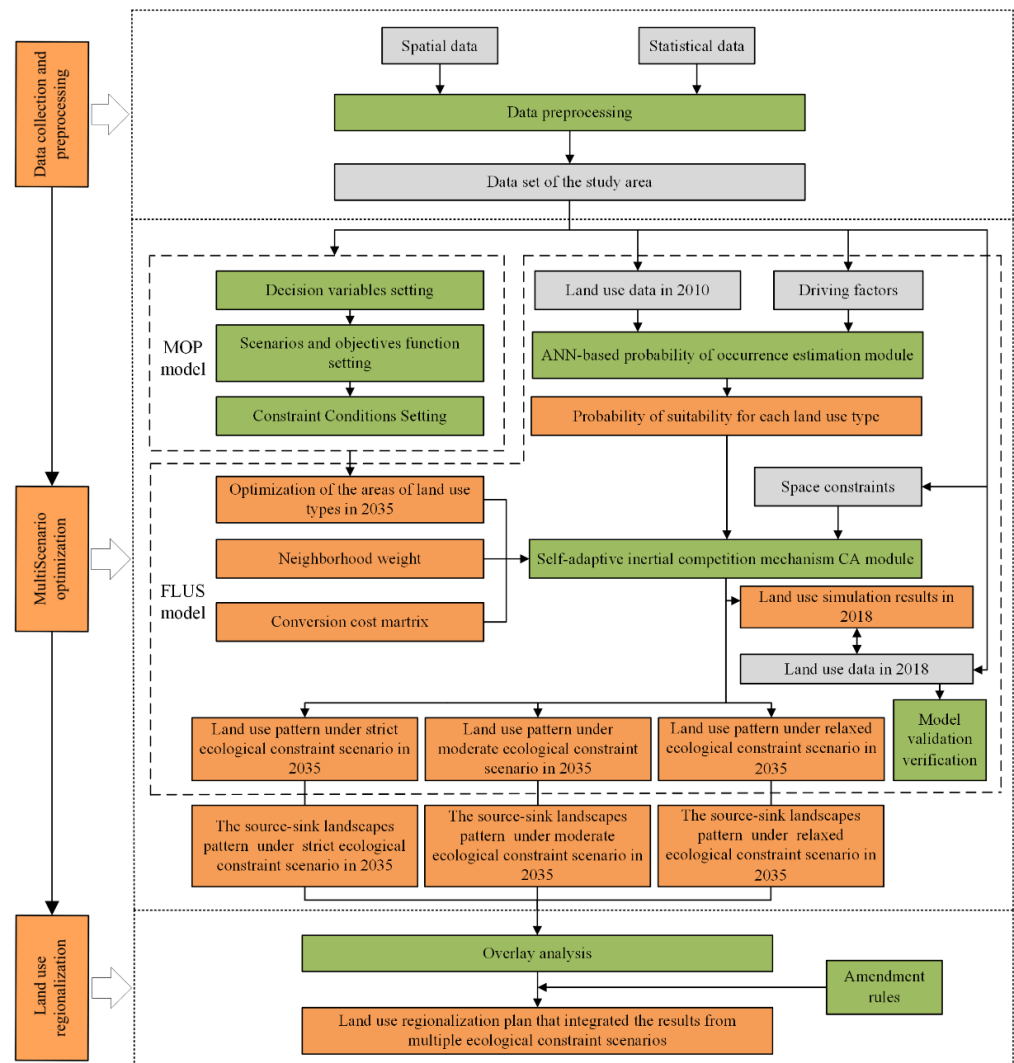 Data collection and
preprocessing
Spatial data
Statistical data
Data preprocessing
Data set of the study area
MultiScenario
optimization
MOP
model
Decision variables setting
Scenarios and objectives function
setting
Constraint Conditions Setting
Land use data in 2010
Driving factors
ANN-based probability of occurrence estimation module
Probability of suitability for each land use type
Space constraints
FLUS
model
Optimization of the areas of land use
types in 2035
Neighborhood weight
Conversion cost martrix
Self-adaptive inertial competition mechanism CA module
Land use simulation results in
2018
Land use data in 2018
Model
validation
verification
Land use pattern under strict
ecological constraint scenario in
2035
Land use pattern under
moderate ecological constraint
scenario in 2035
Land use pattern under relaxed
ecological constraint scenario in
2035
The source-sink landscapes
pattern under strict ecological
constraint scenario in 2035
The source-sink landscapes
pattern under moderate
ecological constraint scenario in
2035
The source-sink landscapes
pattern under relaxed
ecological constraint scenario in
2035
Land use
regionalization
Overlay analysis
Amendment
rules
Land use regionalization plan that integrated the results from
multiple ecological constraint scenarios